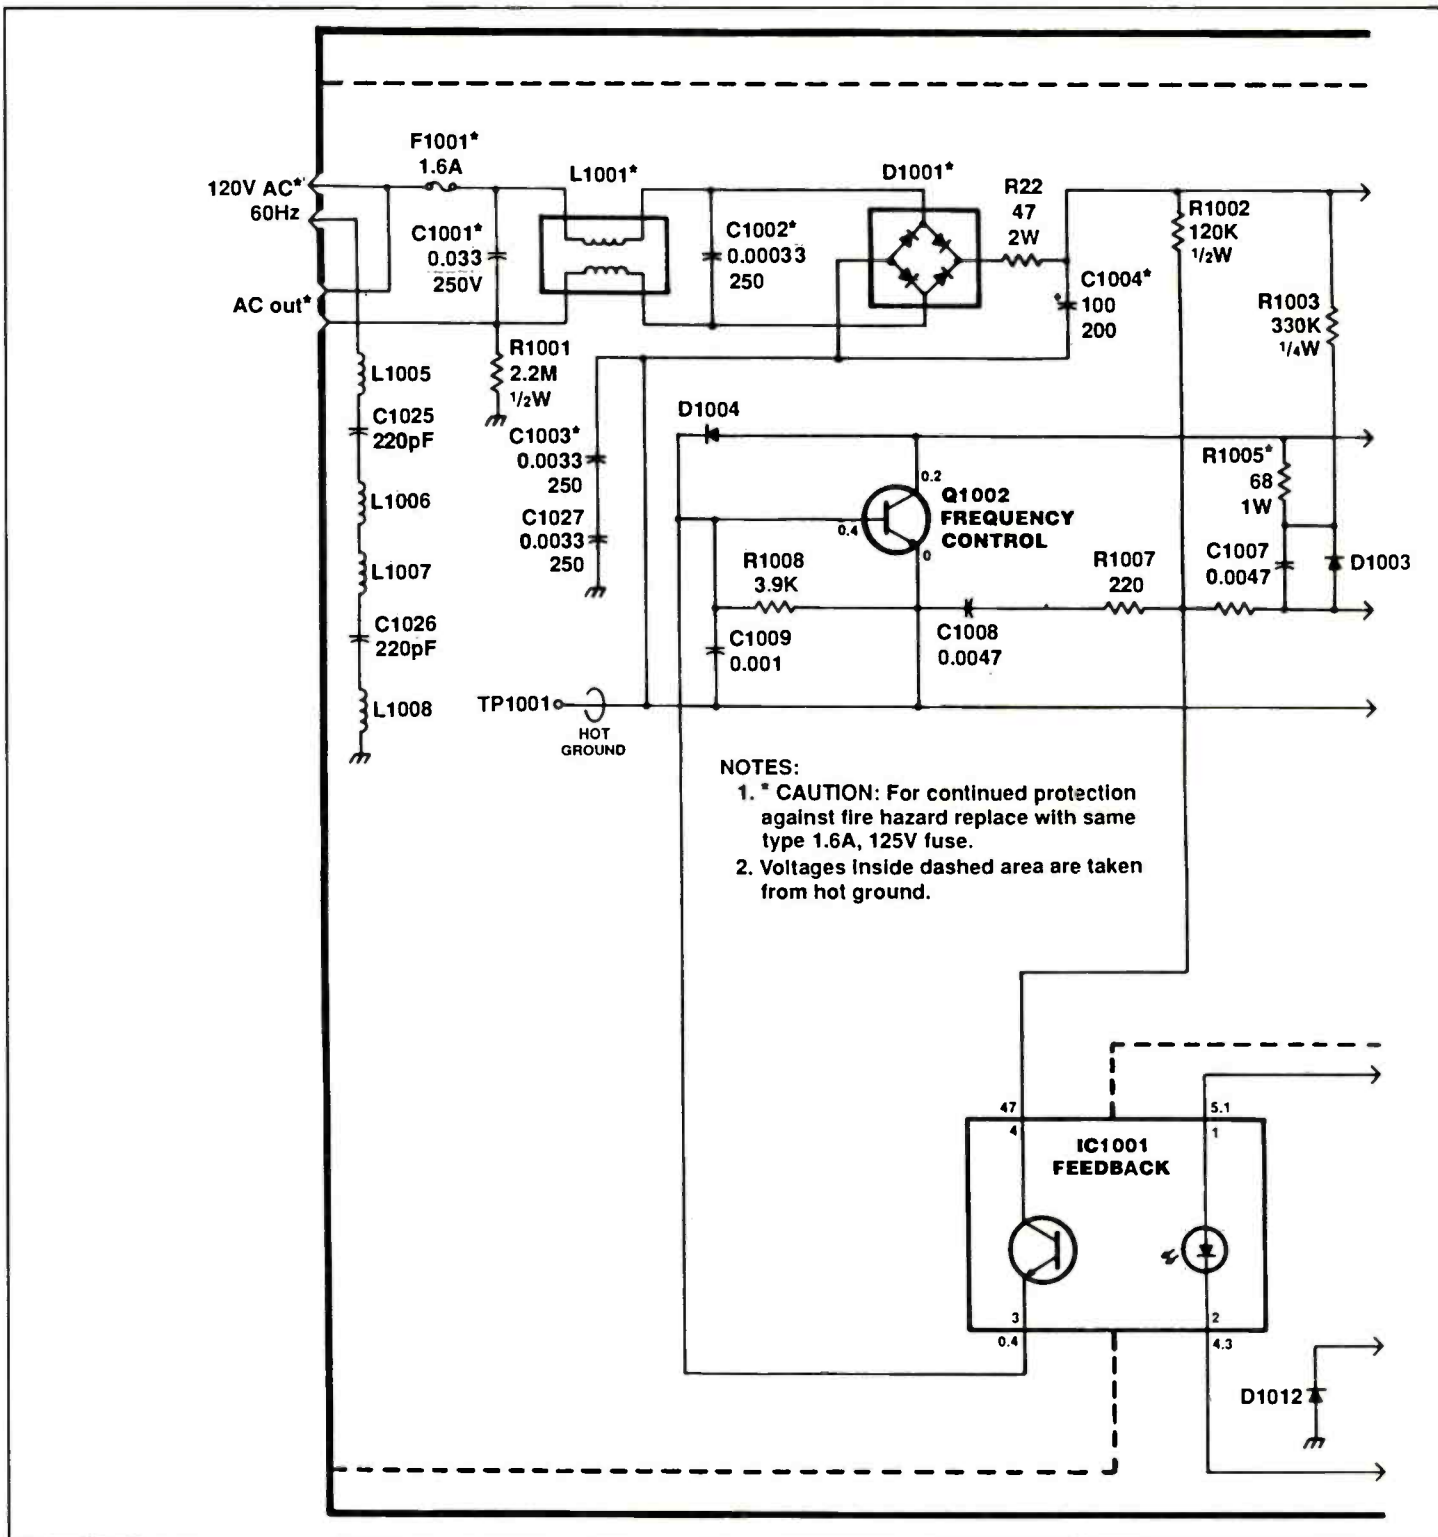 F1001*
1.6A
120V AC*
60Hz
L1001*
D1001*
R22
47
2W
R1002
120K
1/2W
C1001*
0.033
250V
C1002*
0.00033
250
C1004*
100
200
AC out*
R1003
330K
1/4W
R1001
2.2M
1/2W
L1005
C1025
220pF
D1004
C1003*
0.0033
250
R1005*
68
1W
0.2
Q1002
FREQUENCY
CONTROL
0.4
0
L1006
C1027
0.0033
250
L1007
R1008
3.9K
R1007
220
C1007
0.0047
D1003
C1026
220pF
C1009
0.001
C1008
0.0047
L1008
TP1001
HOT
GROUND
NOTES:
1. * CAUTION: For continued protection
against fire hazard replace with same
type 1.6A, 125V fuse.
2. Voltages inside dashed area are taken
from hot ground.
47
4
5.1
1
IC1001
FEEDBACK
3
0.4
2
4.3
D1012